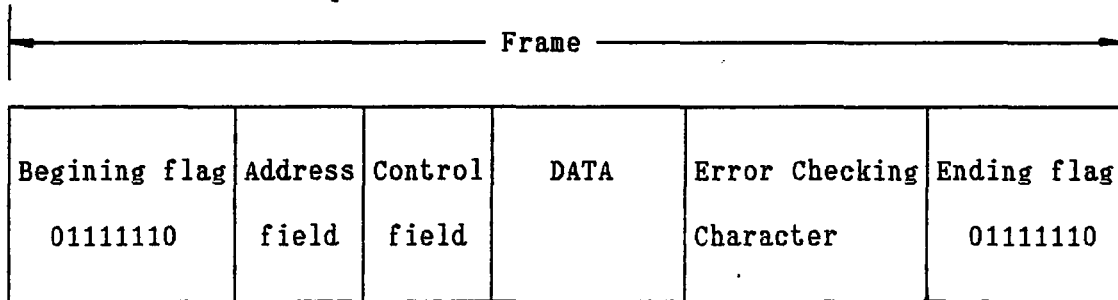 Frame
Begining flag Address Control DATA Error Checking Ending flag
01111110 field field Character 01111110